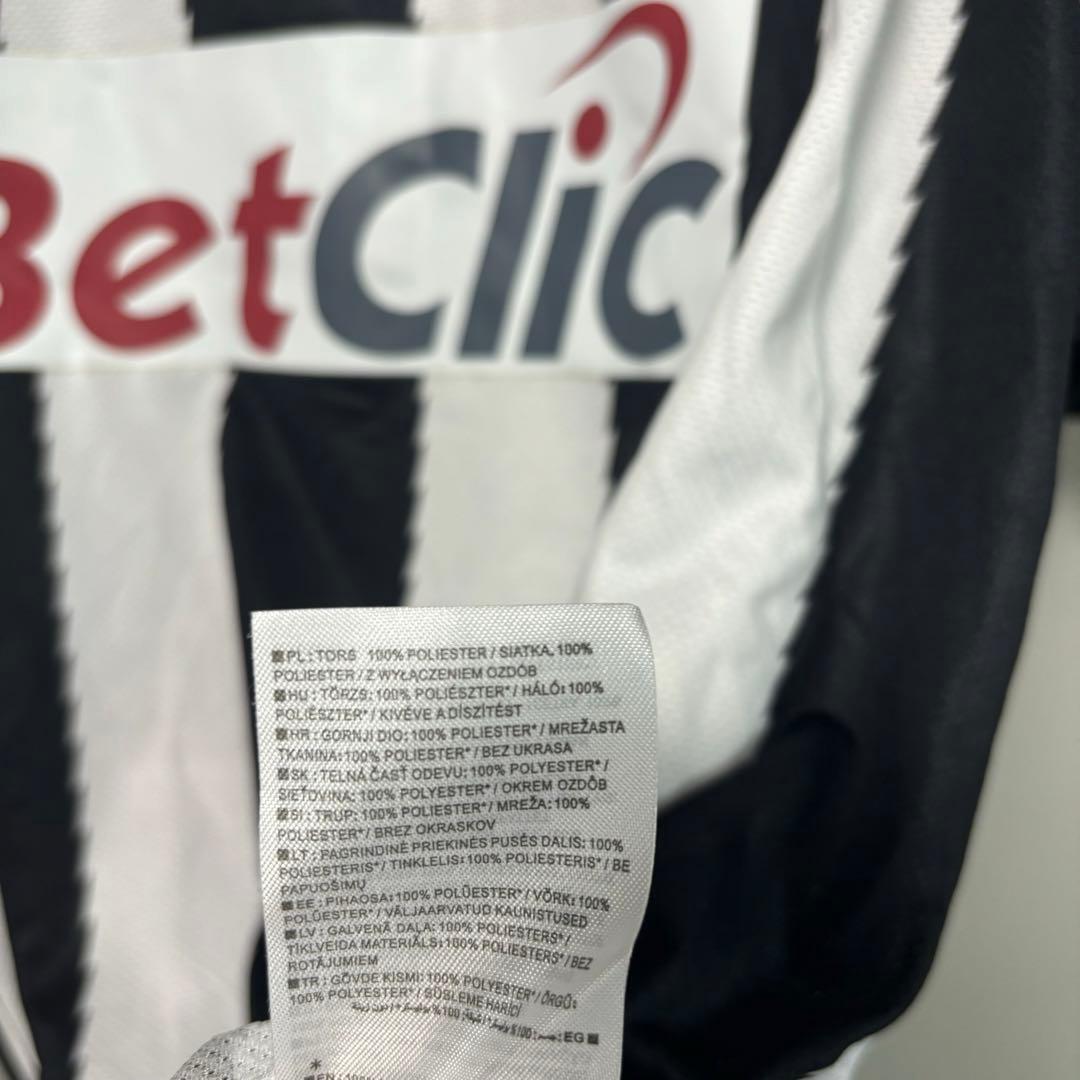 BetClic
PL : TORS 100% POLIESTER / SIATKA. 100%
POLIESTER / Z WYŁĄCZENIEM OZDÓB
HU : TÖRZS: 100% POLIÉSZTER* / HÁLÓ: 100%
POLIÉSZTER* / KIVÉVE A DÍSZÍTÉST
HR : GORNJI DIO: 100% POLIESTER* / MREŽASTA
TKANINA: 100% POLIESTER* / BEZ UKRASA
SK : TELNÁ ČASŤ ODEVU: 100% POLYESTER* /
SIEŤOVINA: 100% POLYESTER* / OKREM OZDÔB
SI : TRUP: 100% POLIESTER* / MREŽA: 100%
POLIESTER* / BREZ OKRASKOV
LT : PAGRINDINĖ PRIEKINĖS PUSĖS DALIS: 100%
POLIESTERIS* / TINKLELIS: 100% POLIESTERIS* / BE
PAPUOŠIMŲ
EE : PIHAOSA: 100% POLÜESTER* / VÕRK: 100%
POLÜESTER* / VÄLJAARVATUD KAUNISTUSED
LV : GALVENĀ DAĻA: 100% POLIESTERS* /
TĪKLVEIDA MATERIĀLS: 100% POLIESTERS* / BEZ
ROTĀJUMIEM
TR : GÖVDE KISMI: 100% POLYESTER* / ÖRGÜ:
100% POLYESTER* / SÜSLEME HARİCİ
%100 %100 :EG
*
EN : 100%